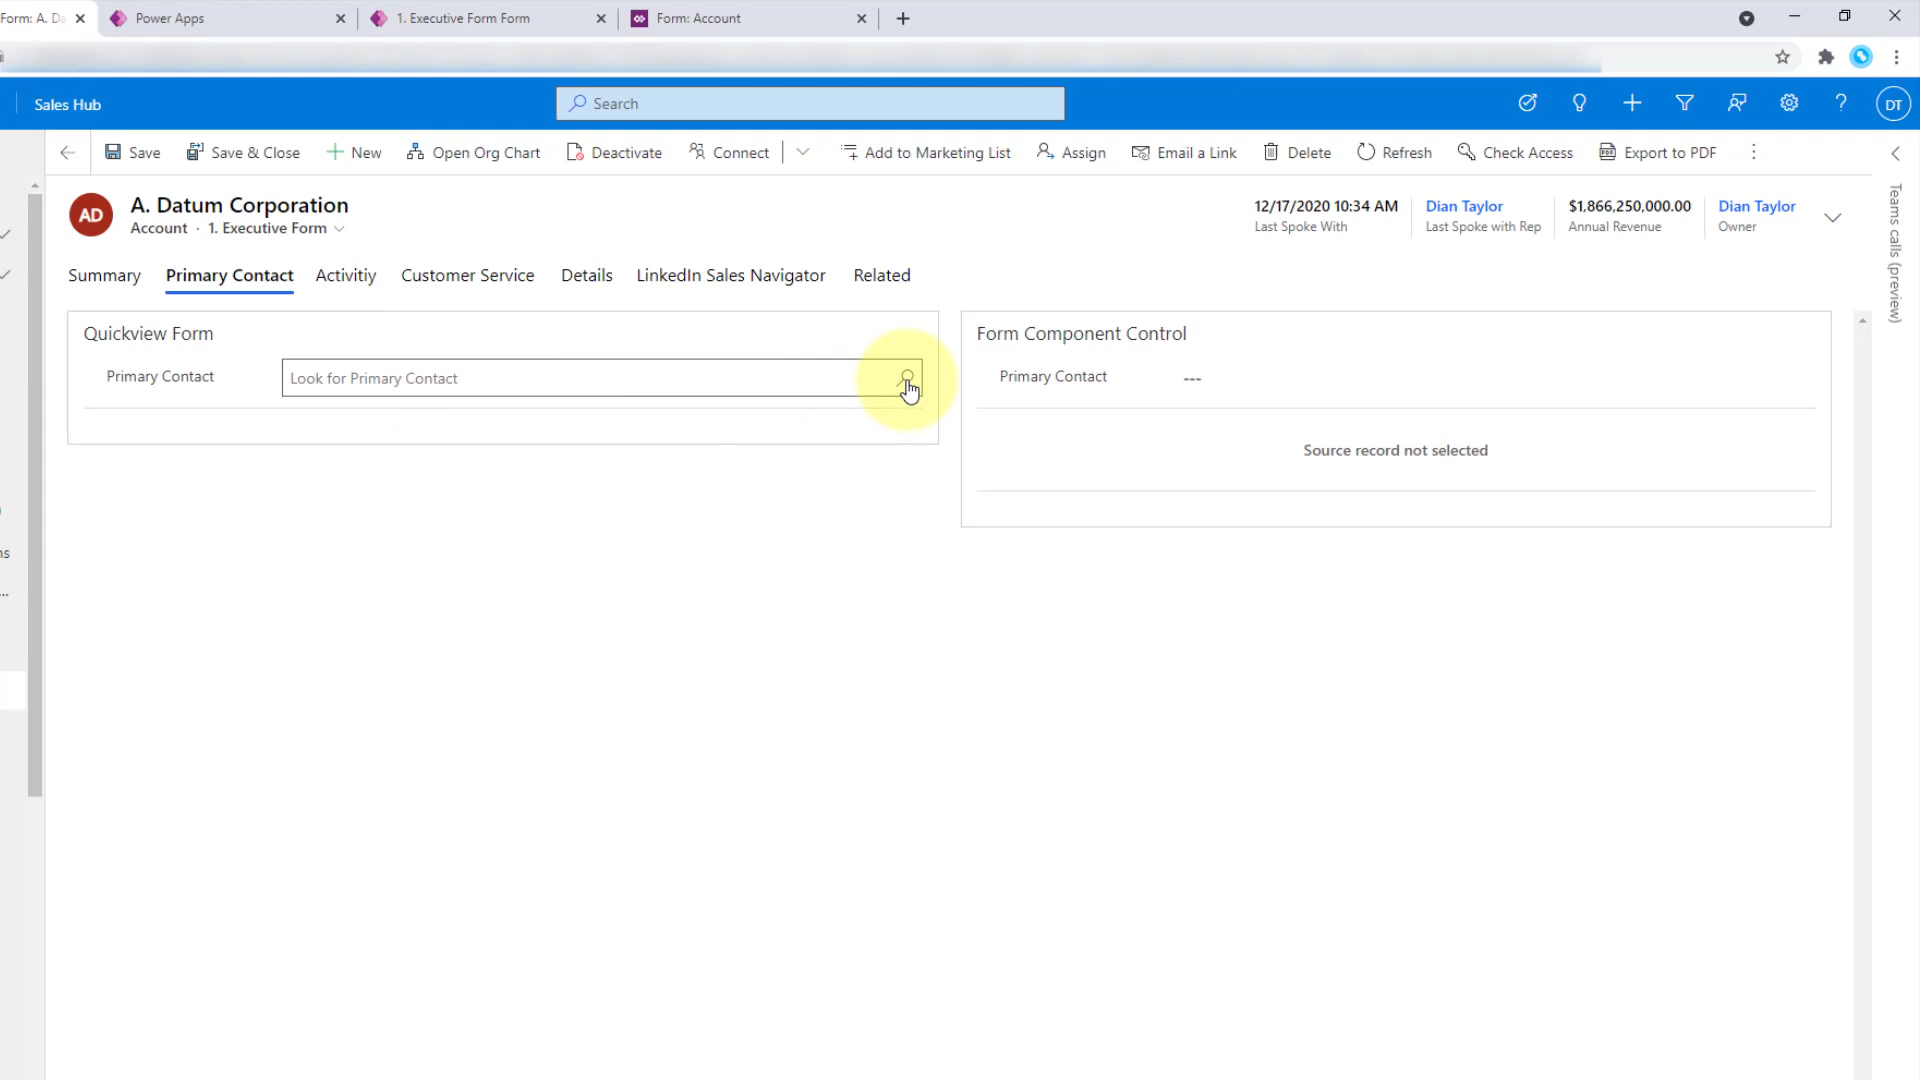 Form: A. Da
Power Apps
1. Executive Form Form
Form: Account
Sales Hub
Search
DT
Save
Save & Close
New
Open Org Chart
Deactivate
Connect
Add to Marketing List
Assign
Email a Link
Delete
Refresh
Check Access
Export to PDF
AD
A. Datum Corporation
Account · 1. Executive Form
12/17/2020 10:34 AM
Last Spoke With
Dian Taylor
Last Spoke with Rep
$1,866,250,000.00
Annual Revenue
Dian Taylor
Owner
Teams calls (preview)
Summary
Primary Contact
Activitiy
Customer Service
Details
LinkedIn Sales Navigator
Related
Quickview Form
Primary Contact
Look for Primary Contact
Form Component Control
Primary Contact
---
Source record not selected
ns
...